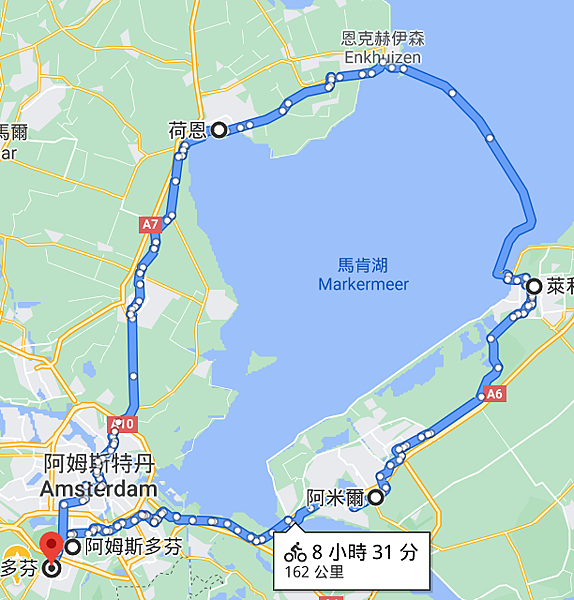 恩克赫伊森
Enkhuizen
馬爾
ar
荷恩
A7
馬肯湖
Markermeer
萊利
A6
A10
阿姆斯特丹
Amsterdam
阿米爾
阿姆斯多芬
8 小時 31 分
162 公里
多芬